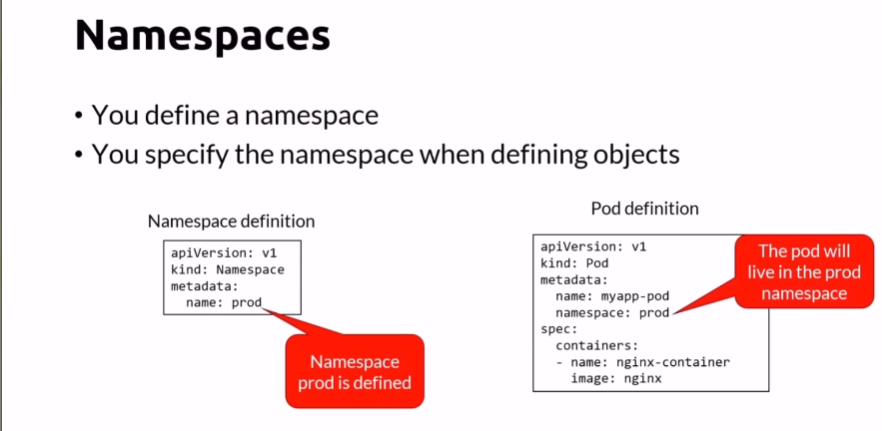 Namespaces
• You define a namespace
• You specify the namespace when defining objects
Namespace definition
apiVersion: v1
kind: Namespace
metadata:
  name: prod
Namespace
prod is defined
Pod definition
apiVersion: v1
kind: Pod
metadata:
  name: myapp-pod
  namespace: prod
spec:
  containers:
  - name: nginx-container
    image: nginx
The pod will
live in the prod
namespace